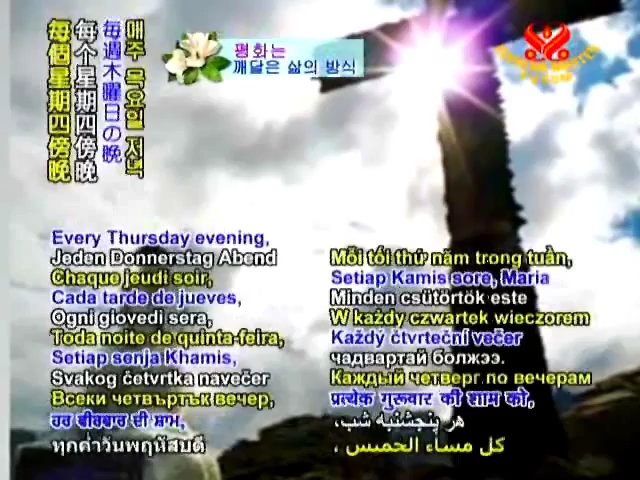 매주 목요일 저녁
毎週木曜日の晩
每个星期四傍晚
每個星期四傍晚
평화는
깨달은 삶의 방식
Every Thursday evening,
Jeden Donnerstag Abend
Chaque jeudi soir,
Cada tarde de jueves,
Ogni giovedi sera,
Toda noite de quinta-feira,
Setiap senja Khamis,
Svakog četvrtka navečer
Всеки четвъртък вечер,
ਹਰ ਵੀਰਵਾਰ ਦੀ ਸ਼ਾਮ,
ทุกค่ำวันพฤหัสบดี
Mỗi tối thứ năm trong tuần,
Setiap Kamis sore, Maria
Minden csütörtök este
W każdy czwartek wieczorem
Každý čtvrteční večer
чадвартай болжээ.
Каждый четверг по вечерам
प्रत्येक गुरूवार की शाम को,
هر پنجشنبه شب،
كل مساء الخميس ،